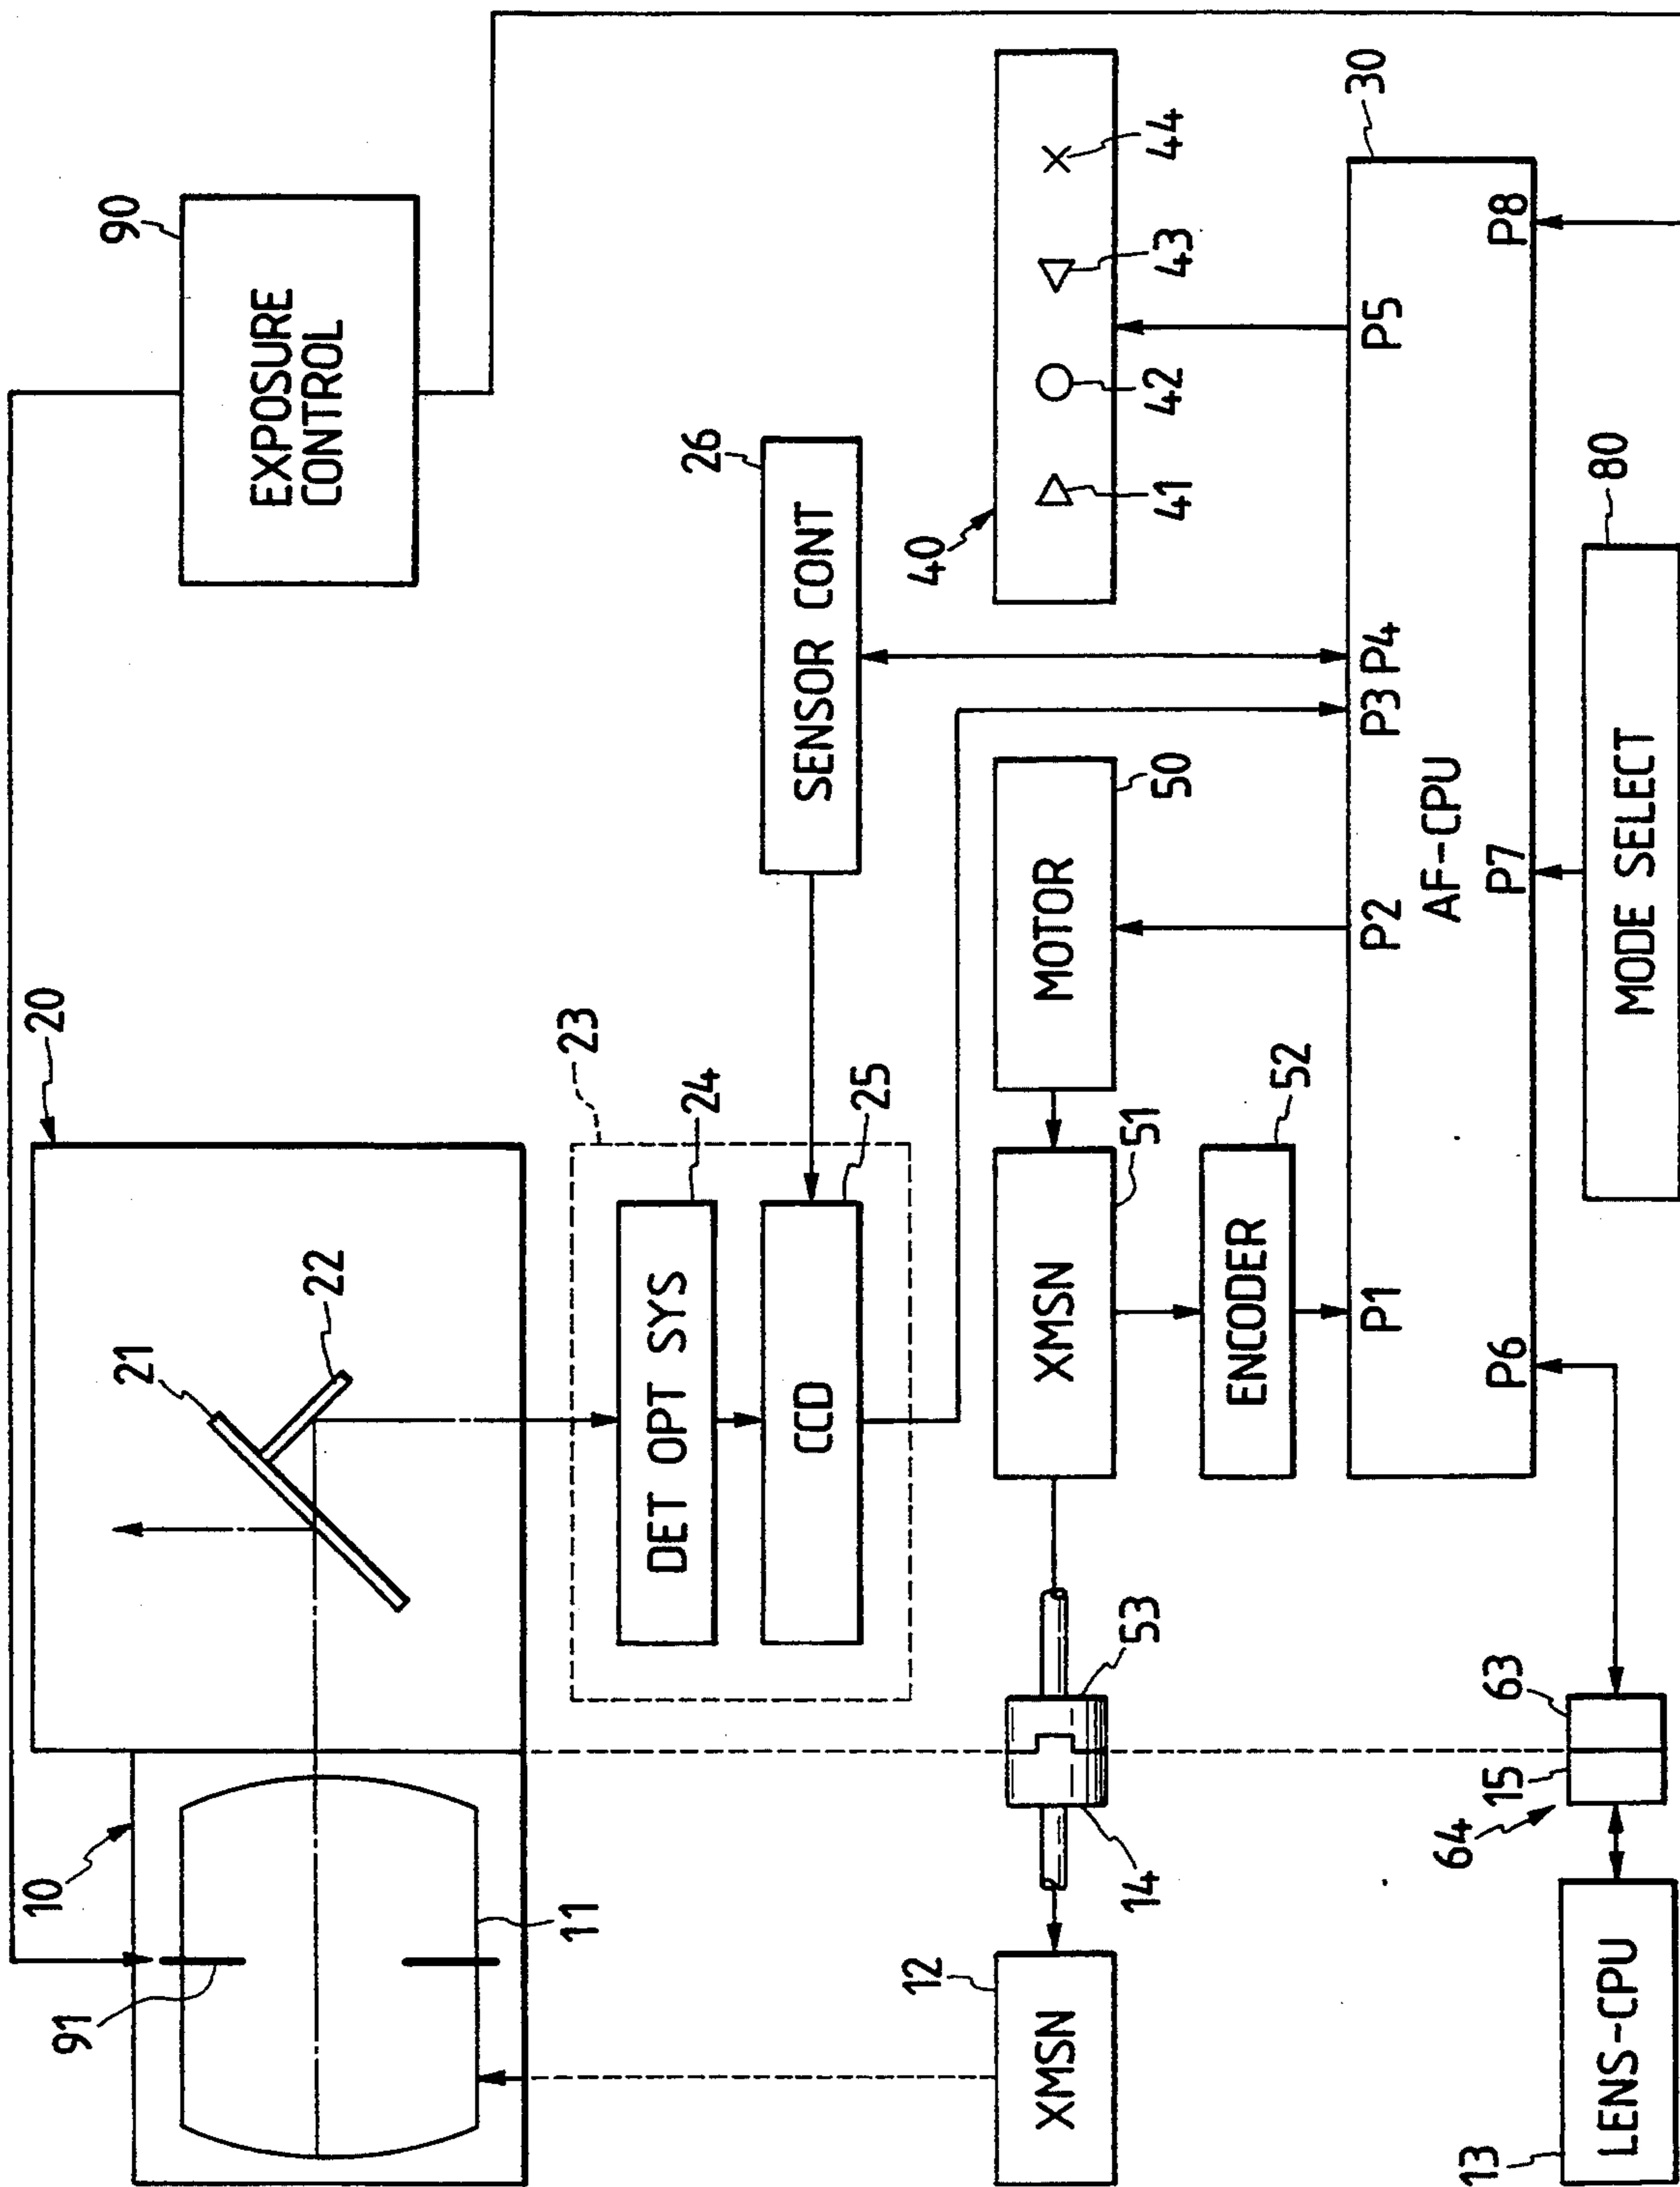 90
EXPOSURE
CONTROL
20
10
91
11
21
22
23
DET OPT SYS
24
CCD
25
26
SENSOR CONT
40
41
42
43
44
12
XMSN
14
53
XMSN
51
MOTOR
50
ENCODER
52
30
P1
P2
P3
P4
P5
AF-CPU
P6
P7
P8
13
LENS-CPU
64
15
63
MODE SELECT
80